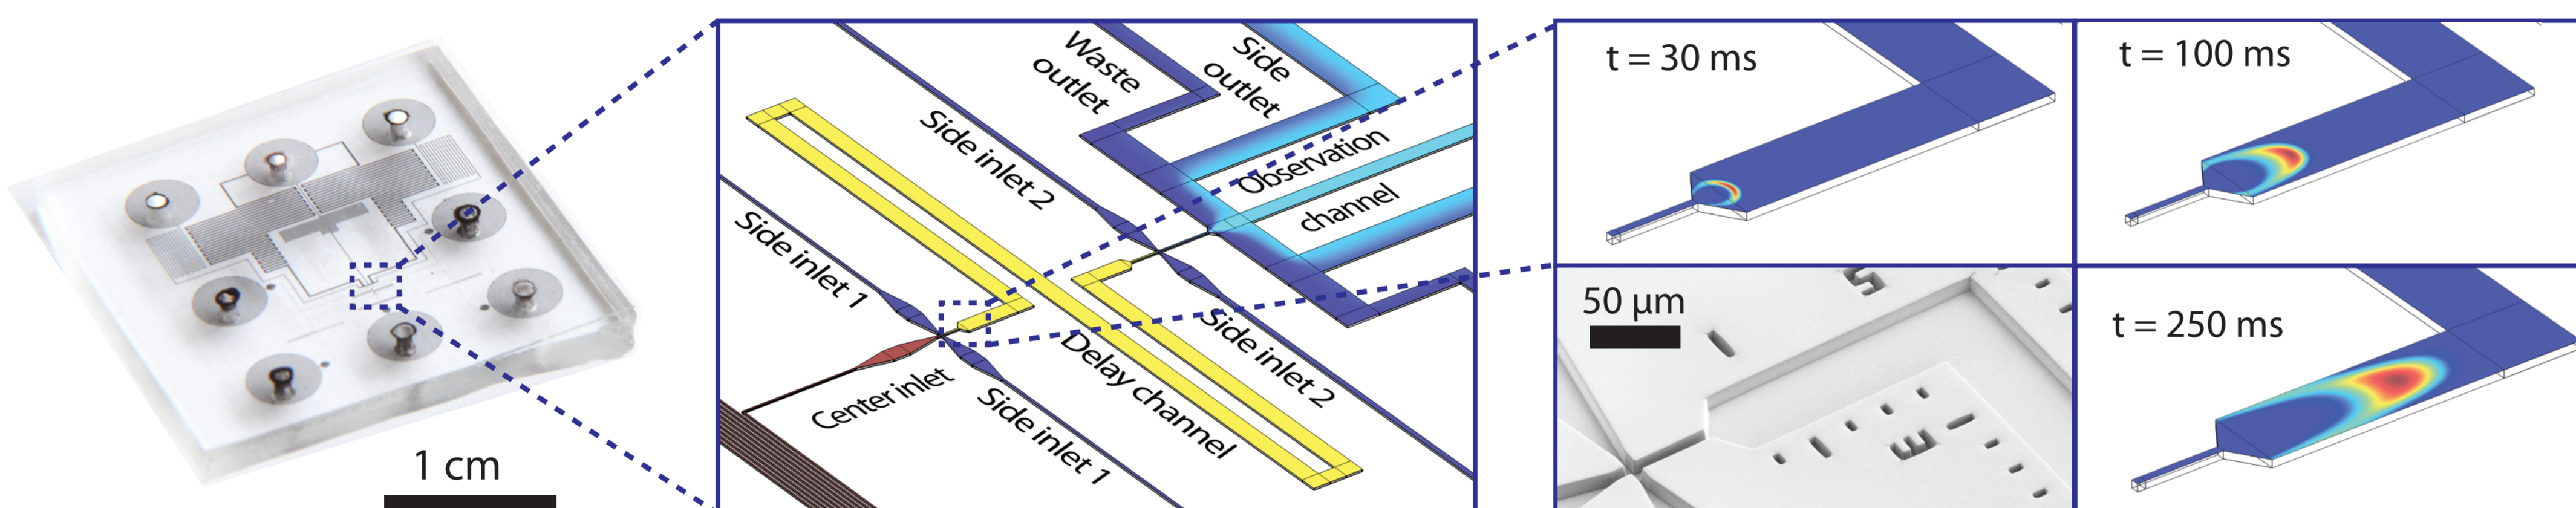 1 cm
Waste
outlet
Side
outlet
Side inlet 2
Observation
channel
Side inlet 1
Side inlet 2
Delay channel
Center inlet
Side inlet 1
t = 30 ms
t = 100 ms
50 µm
t = 250 ms